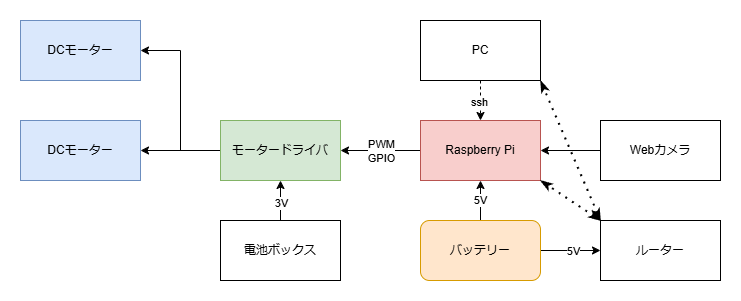 DCモーター
PC
ssh
DCモーター
モータードライバ
PWM
GPIO
Raspberry Pi
Webカメラ
3V
5V
電池ボックス
バッテリー
5V
ルーター